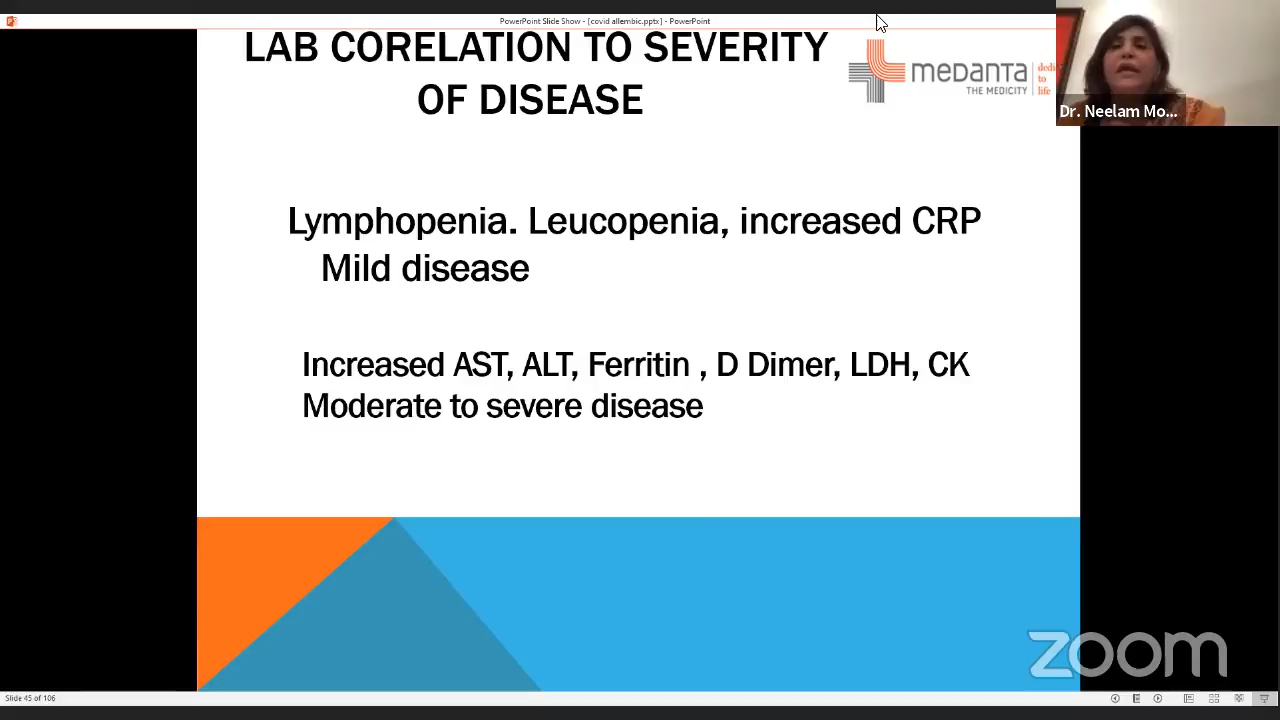 PowerPoint Slide Show - [covid allembic.pptx] - PowerPoint
LAB CORELATION TO SEVERITY
OF DISEASE
MEDANTA
THE MEDICITY
dedi
to
life
Dr. Neelam Mo...
Lymphopenia. Leucopenia, increased CRP
Mild disease
Increased AST, ALT, Ferritin , D Dimer, LDH, CK
Moderate to severe disease
zoom
Slide 45 of 106